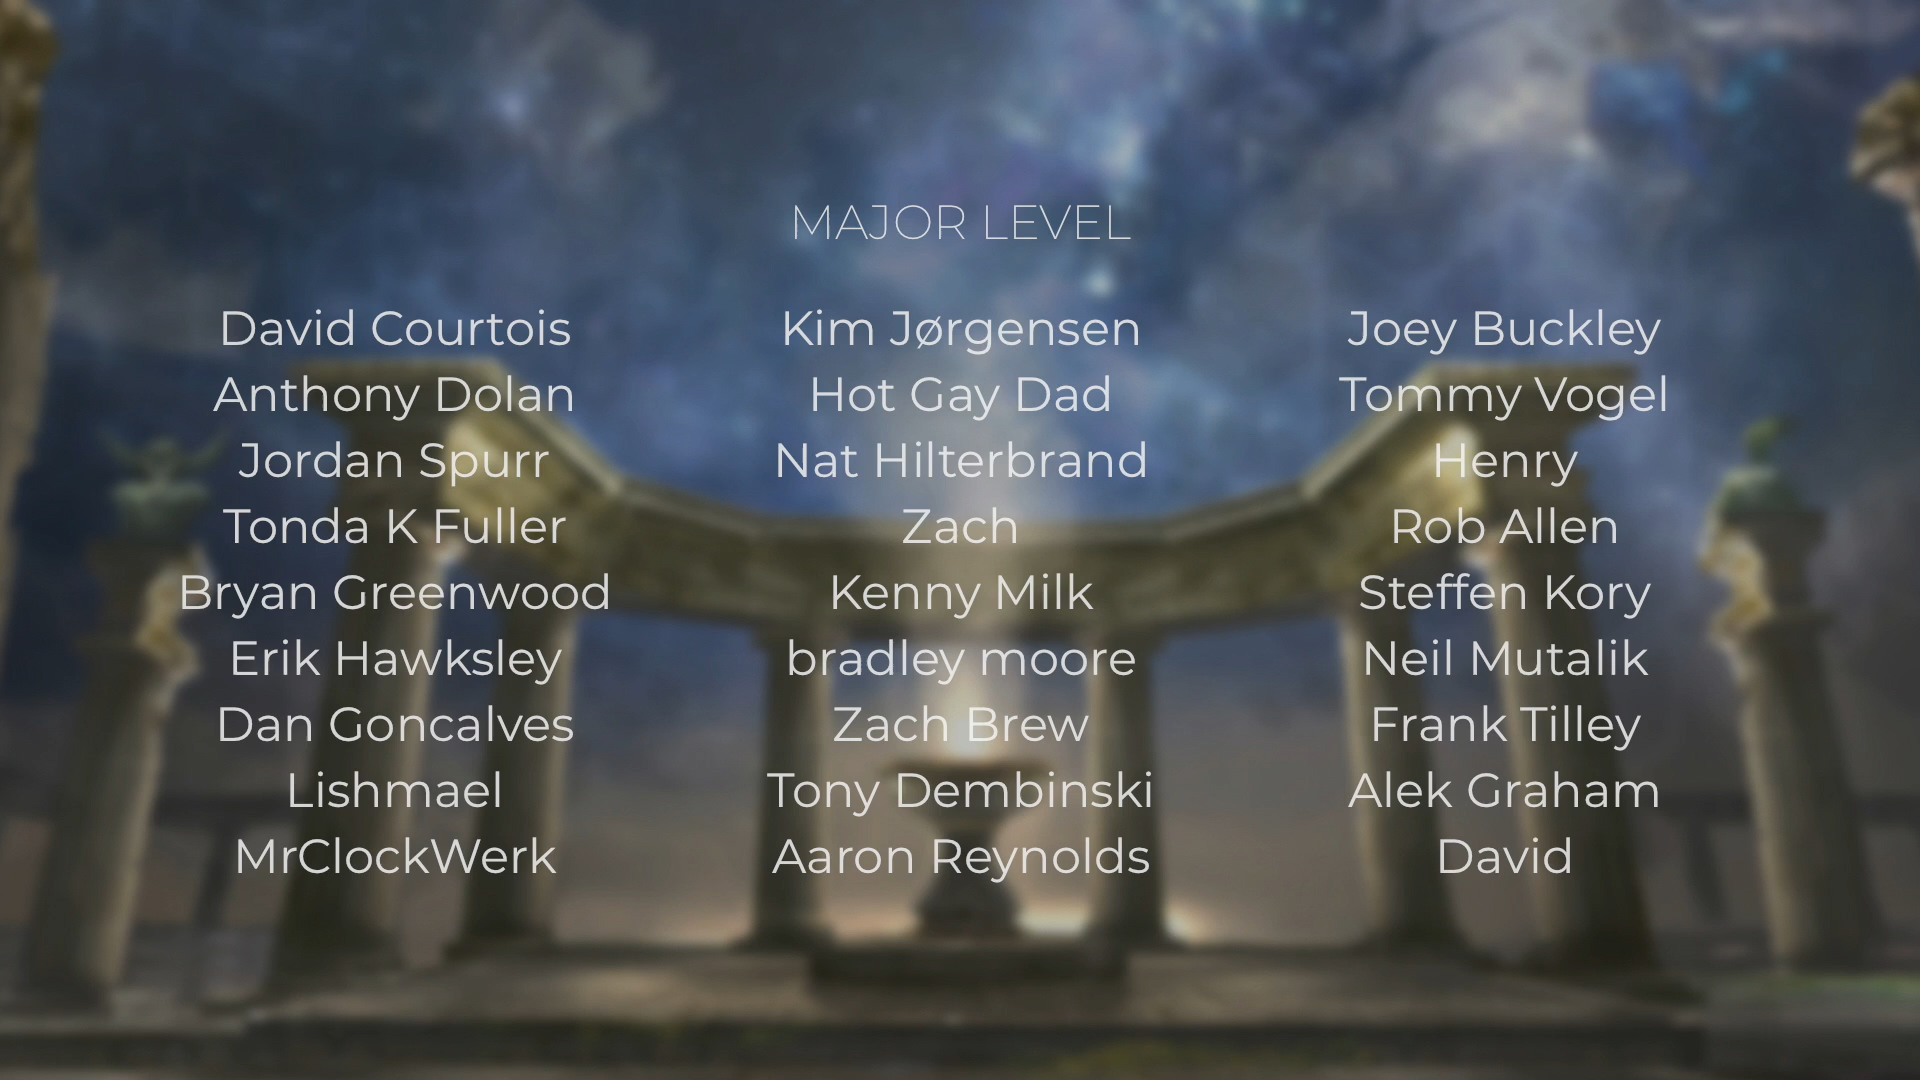 MAJOR LEVEL
David Courtois
Anthony Dolan
Jordan Spurr
Tonda K Fuller
Bryan Greenwood
Erik Hawksley
Dan Goncalves
Lishmael
MrClockWerk
Kim Jørgensen
Hot Gay Dad
Nat Hilterbrand
Zach
Kenny Milk
bradley moore
Zach Brew
Tony Dembinski
Aaron Reynolds
Joey Buckley
Tommy Vogel
Henry
Rob Allen
Steffen Kory
Neil Mutalik
Frank Tilley
Alek Graham
David